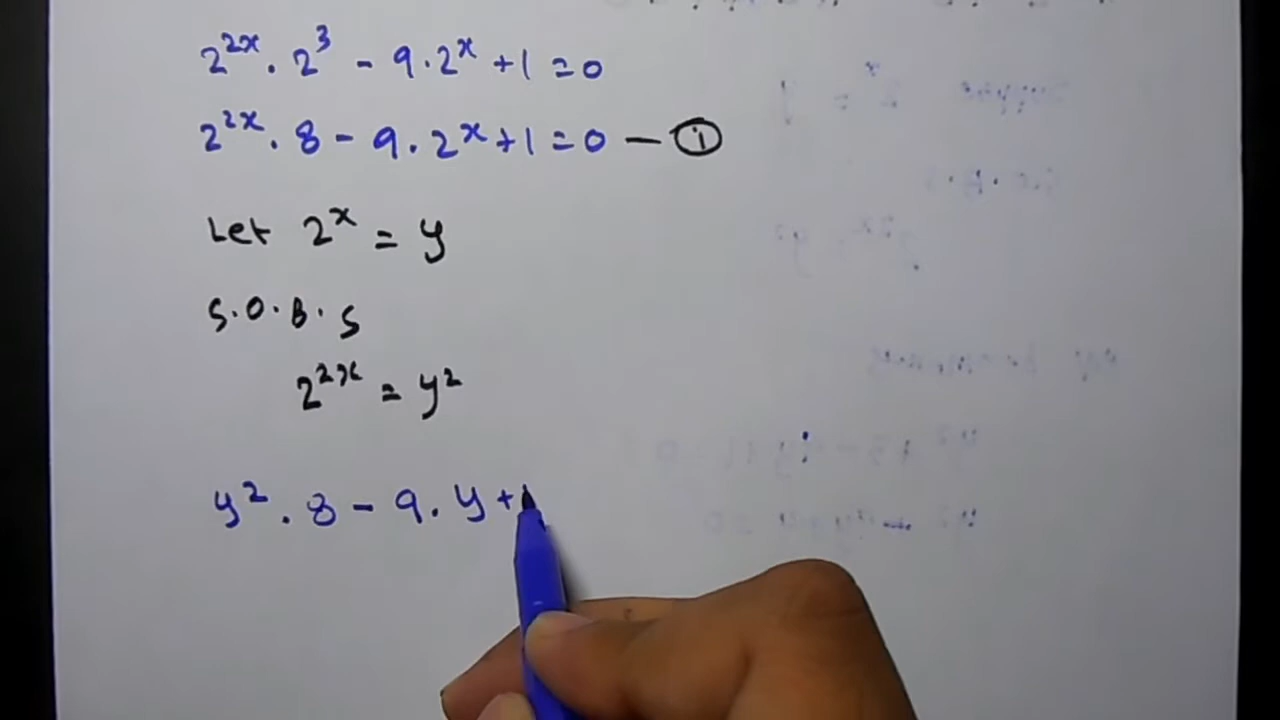 2^{2x} . 2^3 - 9.2^x + 1 = 0
2^{2x} . 8 - 9.2^x + 1 = 0 — ⓘ
Let 2^x = y
S.O.B.S
2^{2x} = y^2
y^2 . 8 - 9.y +